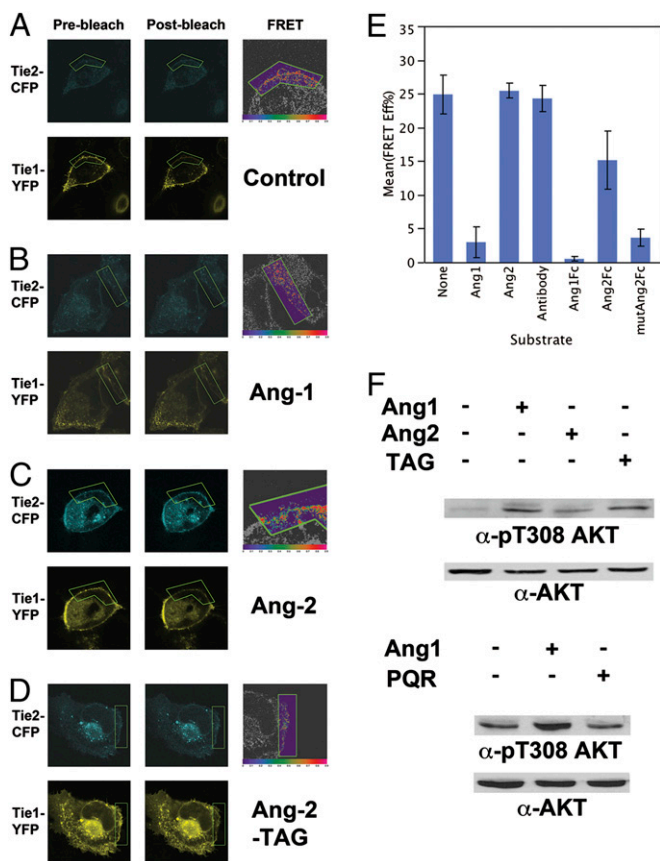 A
Pre-bleach Post-bleach FRET
Tie2-
CFP
Tie1-
YFP
Control
B
Tie2-
CFP
Tie1-
YFP
Ang-1
C
Tie2-
CFP
Tie1-
YFP
Ang-2
D
Tie2-
CFP
Tie1-
YFP
Ang-2
-TAG
E
Mean(FRET Eff%)
35
30
25
20
15
10
5
0
None
Ang1
Ang2
Antibody
Ang1Fc
Ang2Fc
mutAng2Fc
Substrate
F
Ang1 - + - -
Ang2 - - + -
TAG - - - +
α-pT308 AKT
α-AKT
Ang1 - + -
PQR - - +
α-pT308 AKT
α-AKT